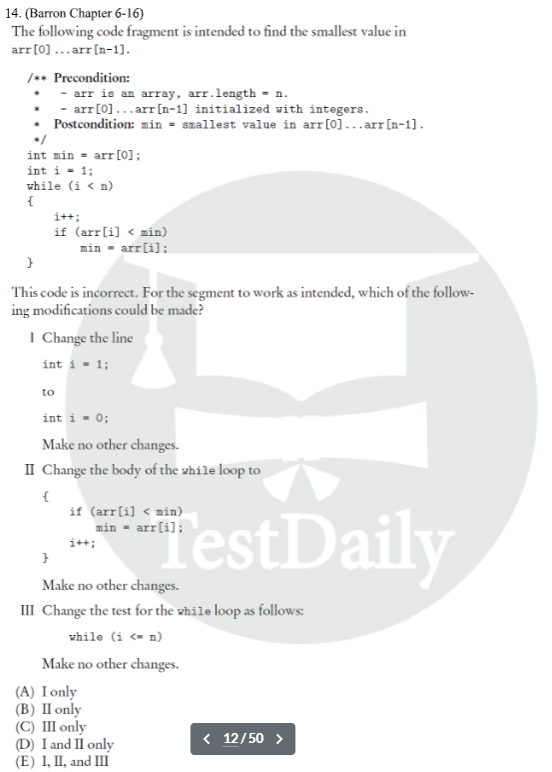 14. (Barron Chapter 6-16)
The following code fragment is intended to find the smallest value in
arr[0] ...arr[n-1].
/** Precondition:
* - arr is an array, arr.length = n.
* - arr[0]...arr[n-1] initialized with integers.
* Postcondition: min = smallest value in arr[0]...arr[n-1].
*/
int min = arr[0];
int i = 1;
while (i < n)
{
i++;
if (arr[i] < min)
min = arr[i];
}
This code is incorrect. For the segment to work as intended, which of the follow-
ing modifications could be made?
I Change the line
int i = 1;
to
int i = 0;
Make no other changes.
II Change the body of the while loop to
{
if (arr[i] < min)
min = arr[i];
i++;
}
Make no other changes.
III Change the test for the while loop as follows:
while (i <= n)
Make no other changes.
(A) I only
(B) II only
(C) III only
(D) I and II only
(E) I, II, and III
TestDaily
< 12/50 >